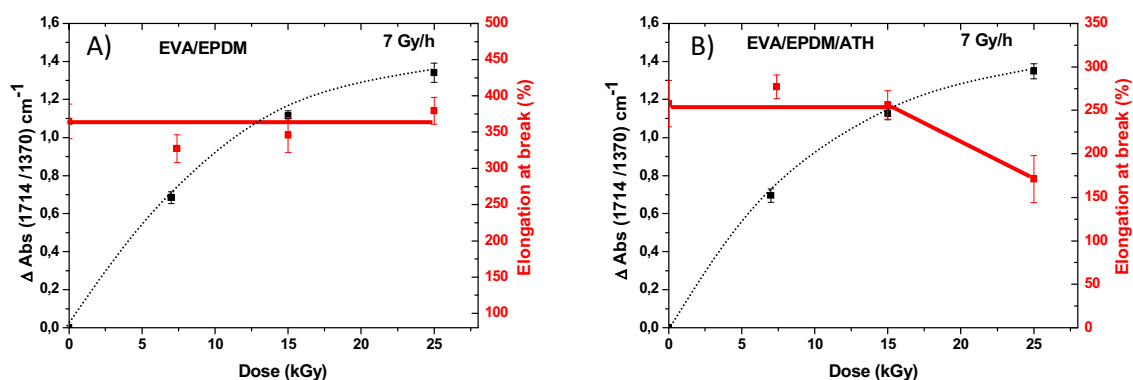 A)
EVA/EPDM
7 Gy/h
Δ Abs (1714 /1370) cm-1
1,6
1,4
1,2
1,0
0,8
0,6
0,4
0,2
0,0
500
450
400
350
300
250
200
150
100
Elongation at break (%)
0 5 10 15 20 25
Dose (kGy)
B)
EVA/EPDM/ATH
7 Gy/h
Δ Abs (1714 /1370) cm-1
1,6
1,4
1,2
1,0
0,8
0,6
0,4
0,2
0,0
350
300
250
200
150
100
50
0
Elongation at break (%)
0 5 10 15 20 25
Dose (kGy)